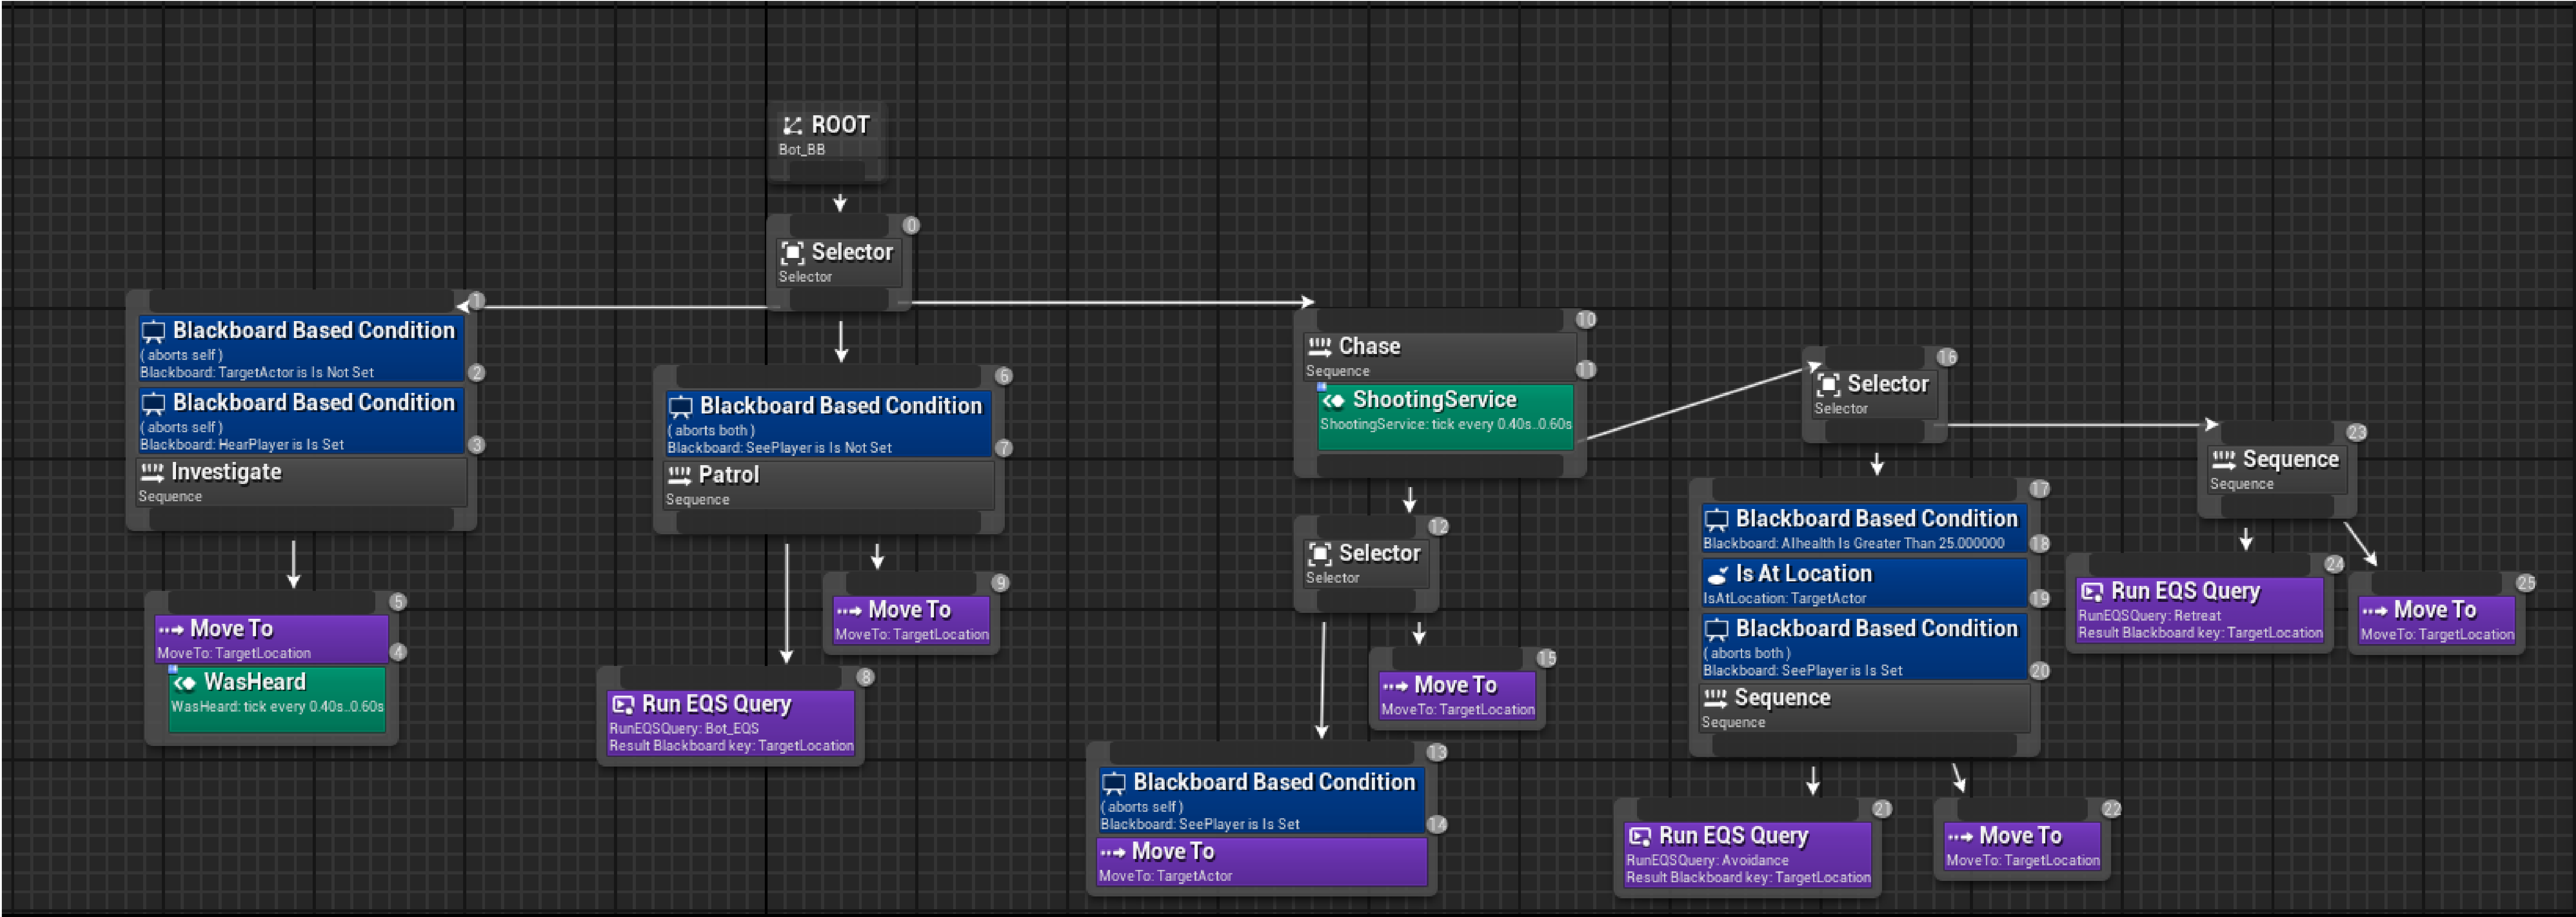 ROOT
Bot_BB
0
Selector
Selector
1
Blackboard Based Condition
( aborts self )
Blackboard: TargetActor is Is Not Set
2
Blackboard Based Condition
( aborts self )
Blackboard: HearPlayer is Is Set
3
Investigate
Sequence
5
Move To
MoveTo: TargetLocation
4
WasHeard
WasHeard: tick every 0.40s..0.60s
6
Blackboard Based Condition
( aborts both )
Blackboard: SeePlayer is Is Not Set
7
Patrol
Sequence
8
Run EQS Query
RunEQSQuery: Bot_EQS
Result Blackboard key: TargetLocation
9
Move To
MoveTo: TargetLocation
10
Chase
Sequence
11
ShootingService
ShootingService: tick every 0.40s..0.60s
12
Selector
Selector
13
Blackboard Based Condition
( aborts self )
Blackboard: SeePlayer is Is Set
14
Move To
MoveTo: TargetActor
15
Move To
MoveTo: TargetLocation
16
Selector
Selector
17
Blackboard Based Condition
Blackboard: AIhealth Is Greater Than 25.000000
18
Is At Location
IsAtLocation: TargetActor
19
Blackboard Based Condition
( aborts both )
Blackboard: SeePlayer is Is Set
20
Sequence
Sequence
21
Run EQS Query
RunEQSQuery: Avoidance
Result Blackboard key: TargetLocation
22
Move To
MoveTo: TargetLocation
23
Sequence
Sequence
24
Run EQS Query
RunEQSQuery: Retreat
Result Blackboard key: TargetLocation
25
Move To
MoveTo: TargetLocation